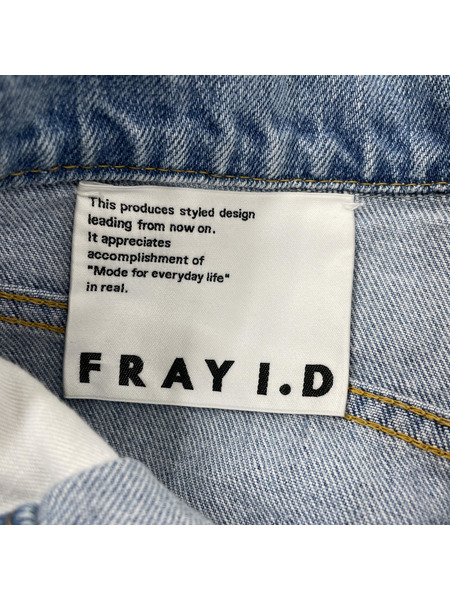 This produces styled design
leading from now on.
It appreciates
accomplishment of
"Mode for everyday life"
in real.
FRAY I.D